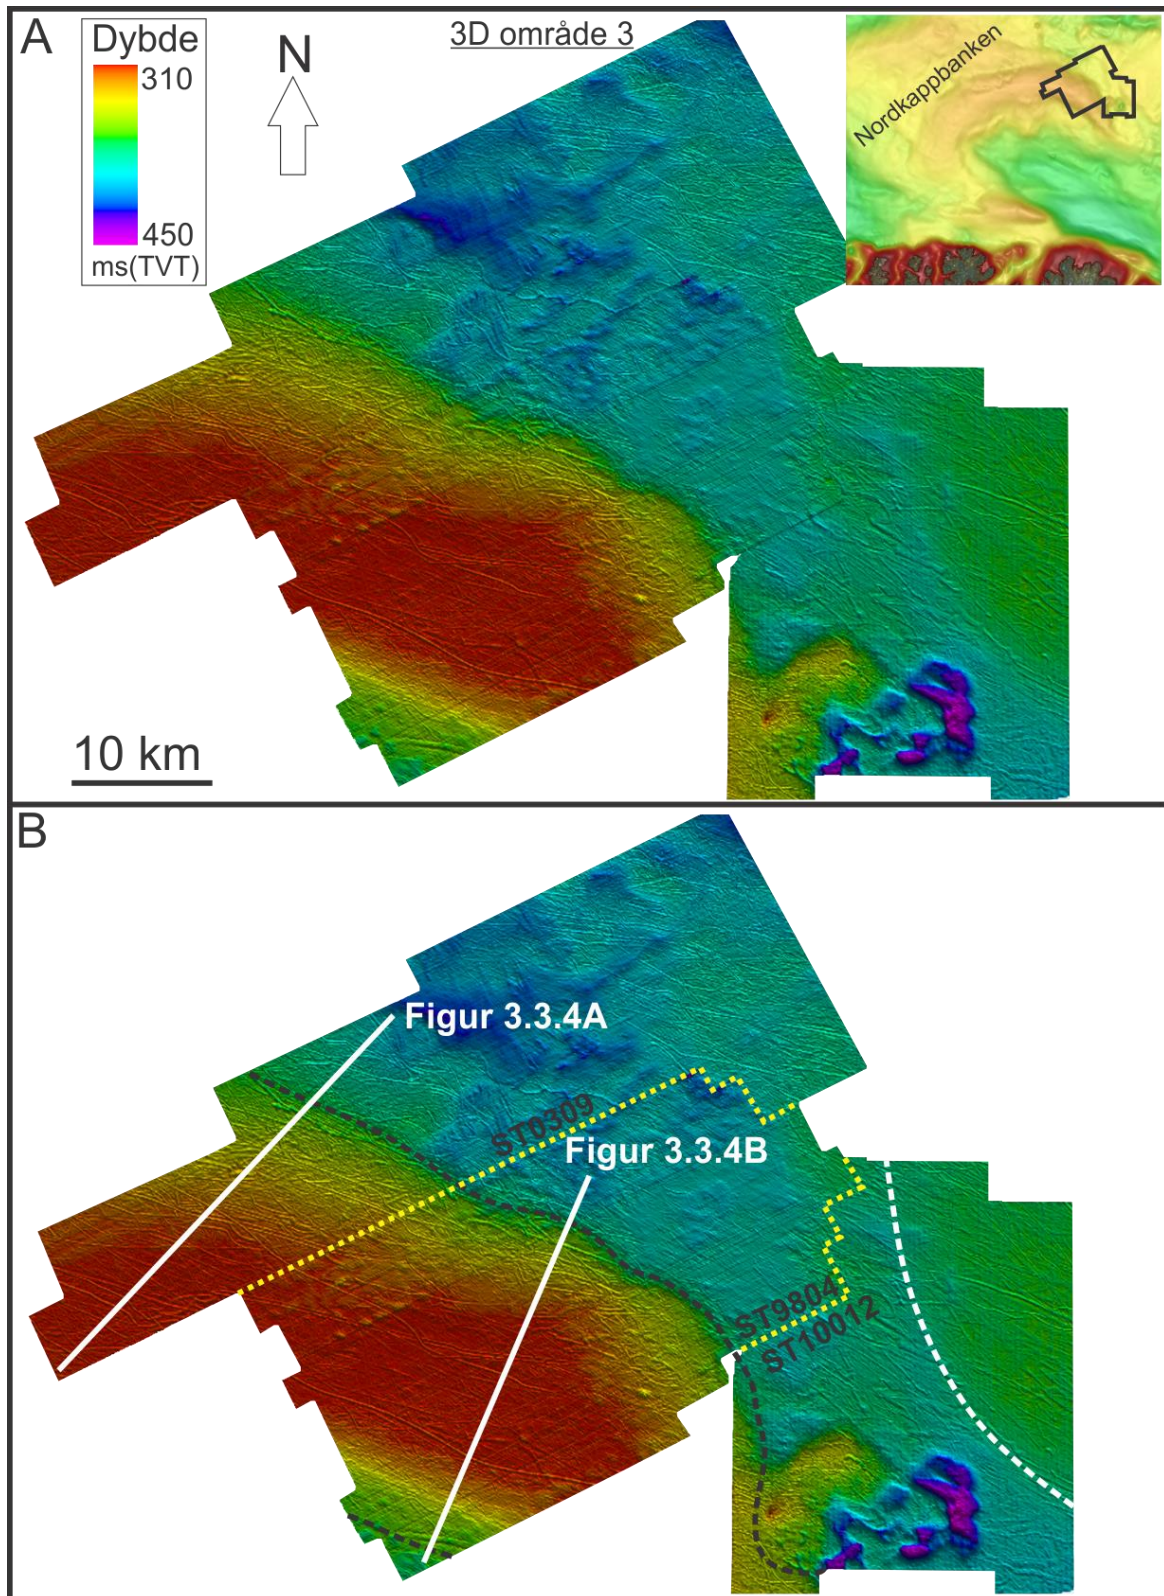 A
Dybde
310
450
ms(TVT)
N
3D område 3
Nordkappbanken
10 km
B
Figur 3.3.4A
ST0309
Figur 3.3.4B
ST9804
ST10012